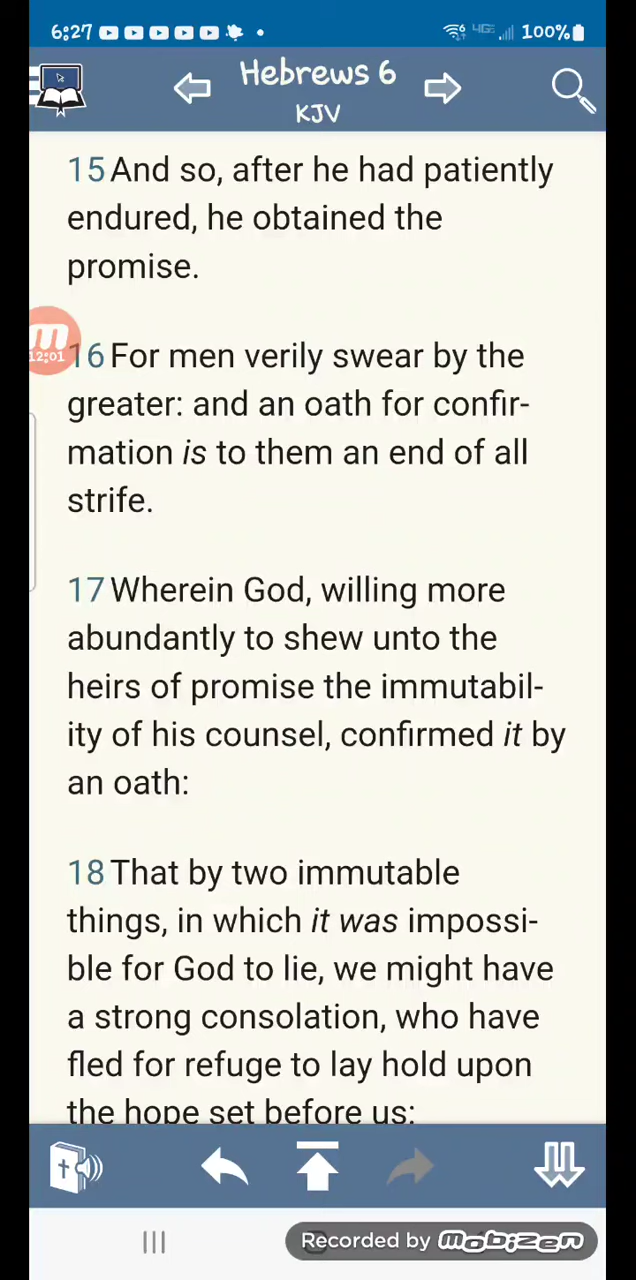 6:27 4G 100%
Hebrews 6
KJV
15 And so, after he had patiently
endured, he obtained the
promise.
12:01
16 For men verily swear by the
greater: and an oath for confir-
mation is to them an end of all
strife.
17 Wherein God, willing more
abundantly to shew unto the
heirs of promise the immutabil-
ity of his counsel, confirmed it by
an oath:
18 That by two immutable
things, in which it was impossi-
ble for God to lie, we might have
a strong consolation, who have
fled for refuge to lay hold upon
the hope set before us:
Recorded by mobizen